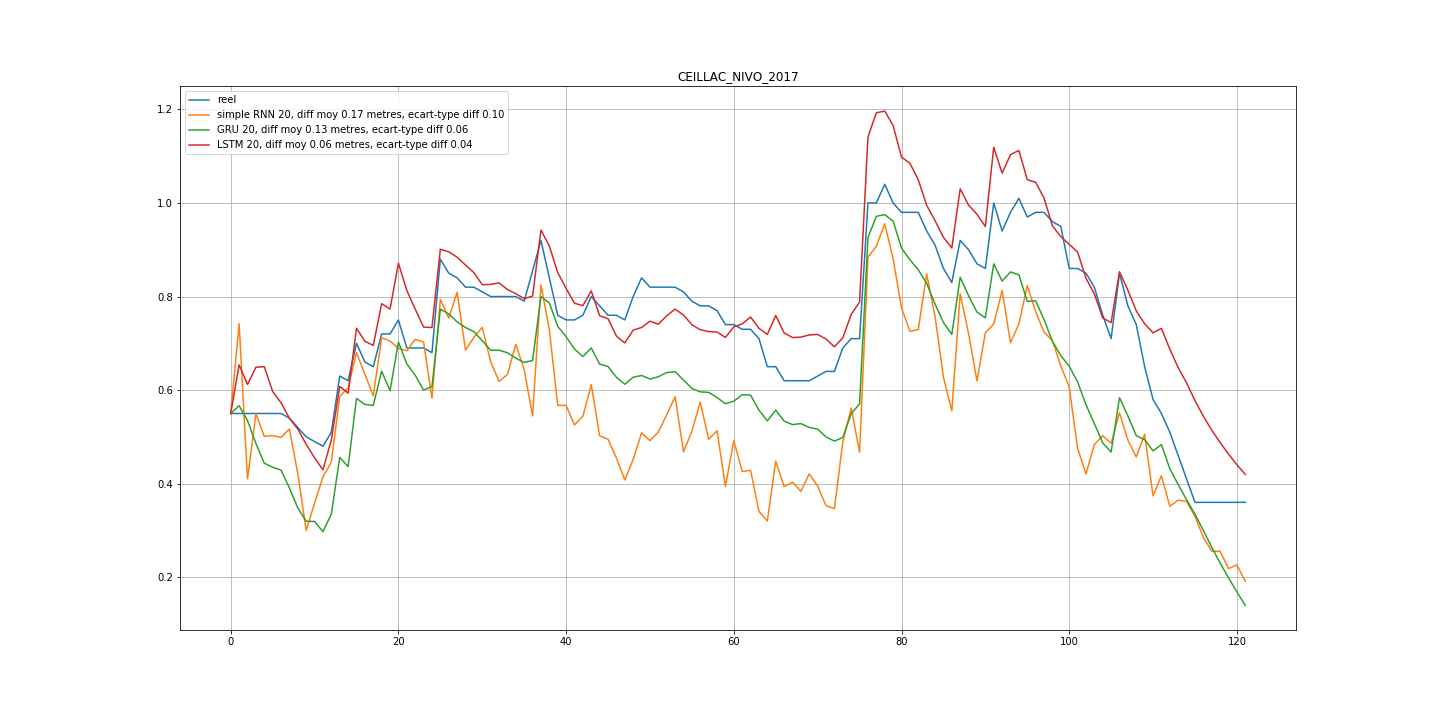 CEILLAC_NIVO_2017
reel
simple RNN 20, diff moy 0.17 metres, ecart-type diff 0.10
GRU 20, diff moy 0.13 metres, ecart-type diff 0.06
LSTM 20, diff moy 0.06 metres, ecart-type diff 0.04
1.2
1.0
0.8
0.6
0.4
0.2
0 20 40 60 80 100 120